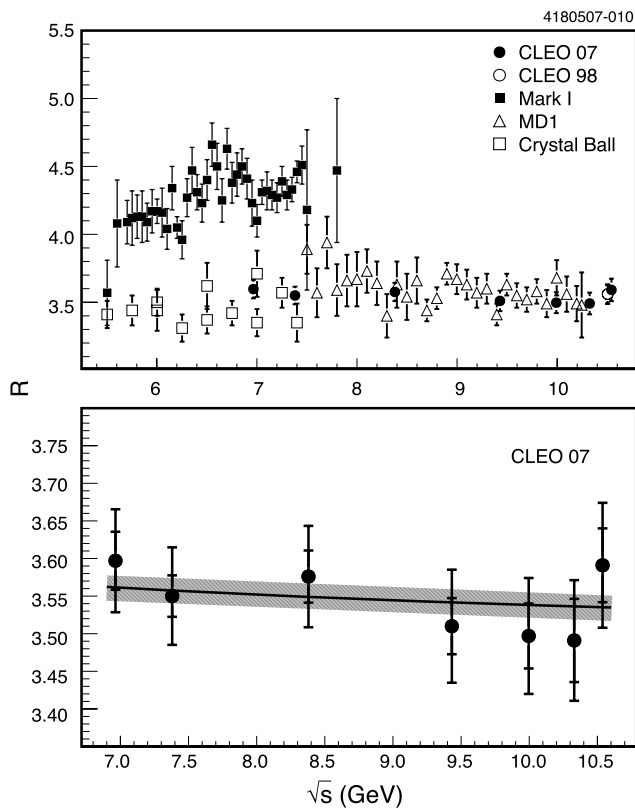 4180507-010
5.5
CLEO 07
CLEO 98
5.0
Mark I
MD1
Crystal Ball
4.5
4.0
3.5
6 7 8 9 10
R
3.75
CLEO 07
3.70
3.65
3.60
3.55
3.50
3.45
3.40
7.0 7.5 8.0 8.5 9.0 9.5 10.0 10.5
√s (GeV)